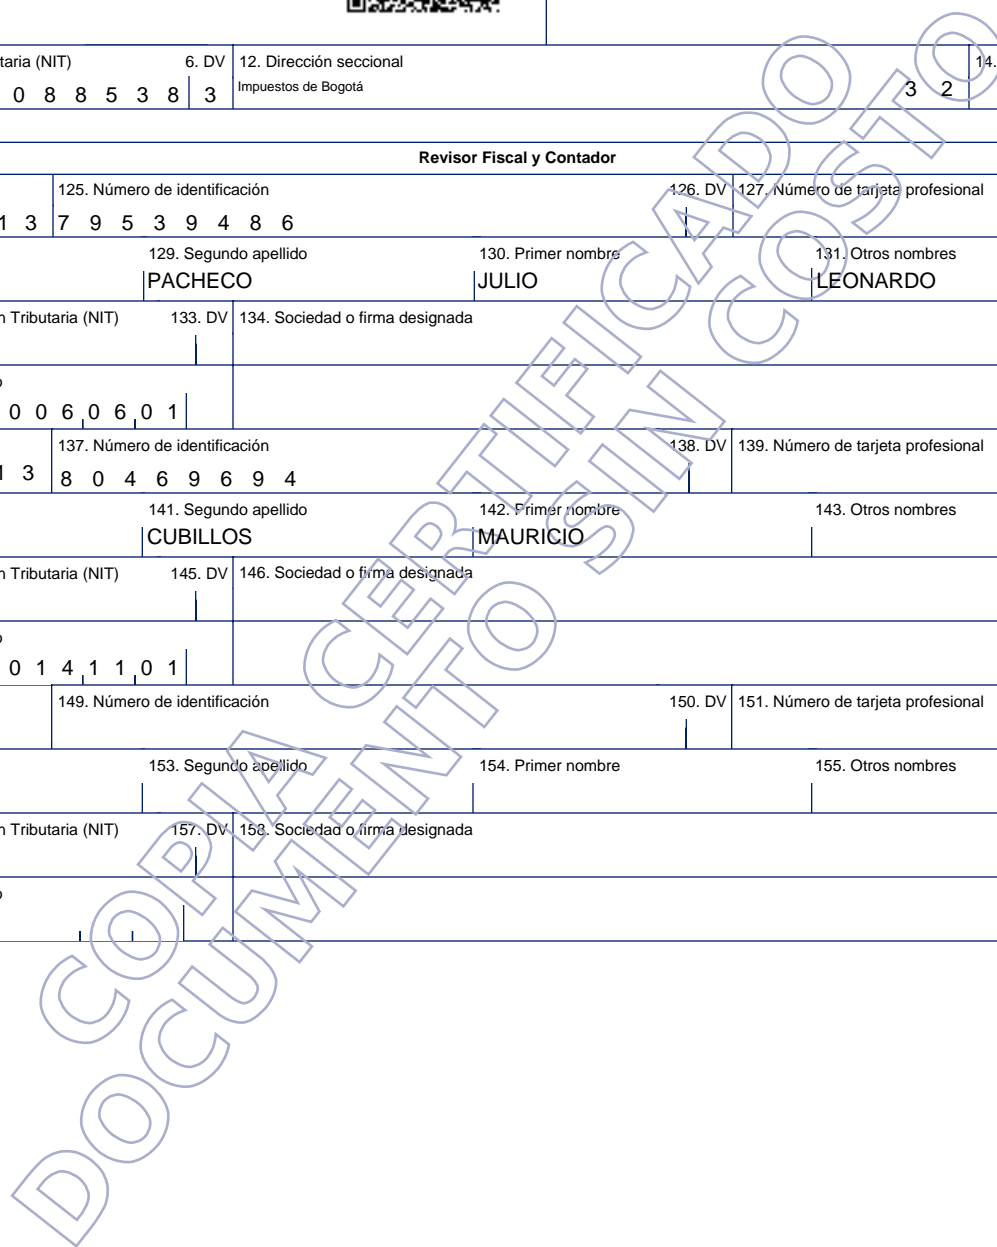 taria (NIT) 6. DV 12. Dirección seccional 14.
0 8 8 5 3 8 3 Impuestos de Bogotá 3 2
Revisor Fiscal y Contador
125. Número de identificación 126. DV 127. Número de tarjeta profesional
1 3 7 9 5 3 9 4 8 6
129. Segundo apellido 130. Primer nombre 131. Otros nombres
PACHECO JULIO LEONARDO
n Tributaria (NIT) 133. DV 134. Sociedad o firma designada
o
0 0 6 0 6 0 1
137. Número de identificación 138. DV 139. Número de tarjeta profesional
1 3 8 0 4 6 9 6 9 4
141. Segundo apellido 142. Primer nombre 143. Otros nombres
CUBILLOS MAURICIO
n Tributaria (NIT) 145. DV 146. Sociedad o firma designada
o
0 1 4 1 1 0 1
149. Número de identificación 150. DV 151. Número de tarjeta profesional
153. Segundo apellido 154. Primer nombre 155. Otros nombres
n Tributaria (NIT) 157. DV 158. Sociedad o firma designada
o
COPIA CERTIFICADO
DOCUMENTO SIN COSTO